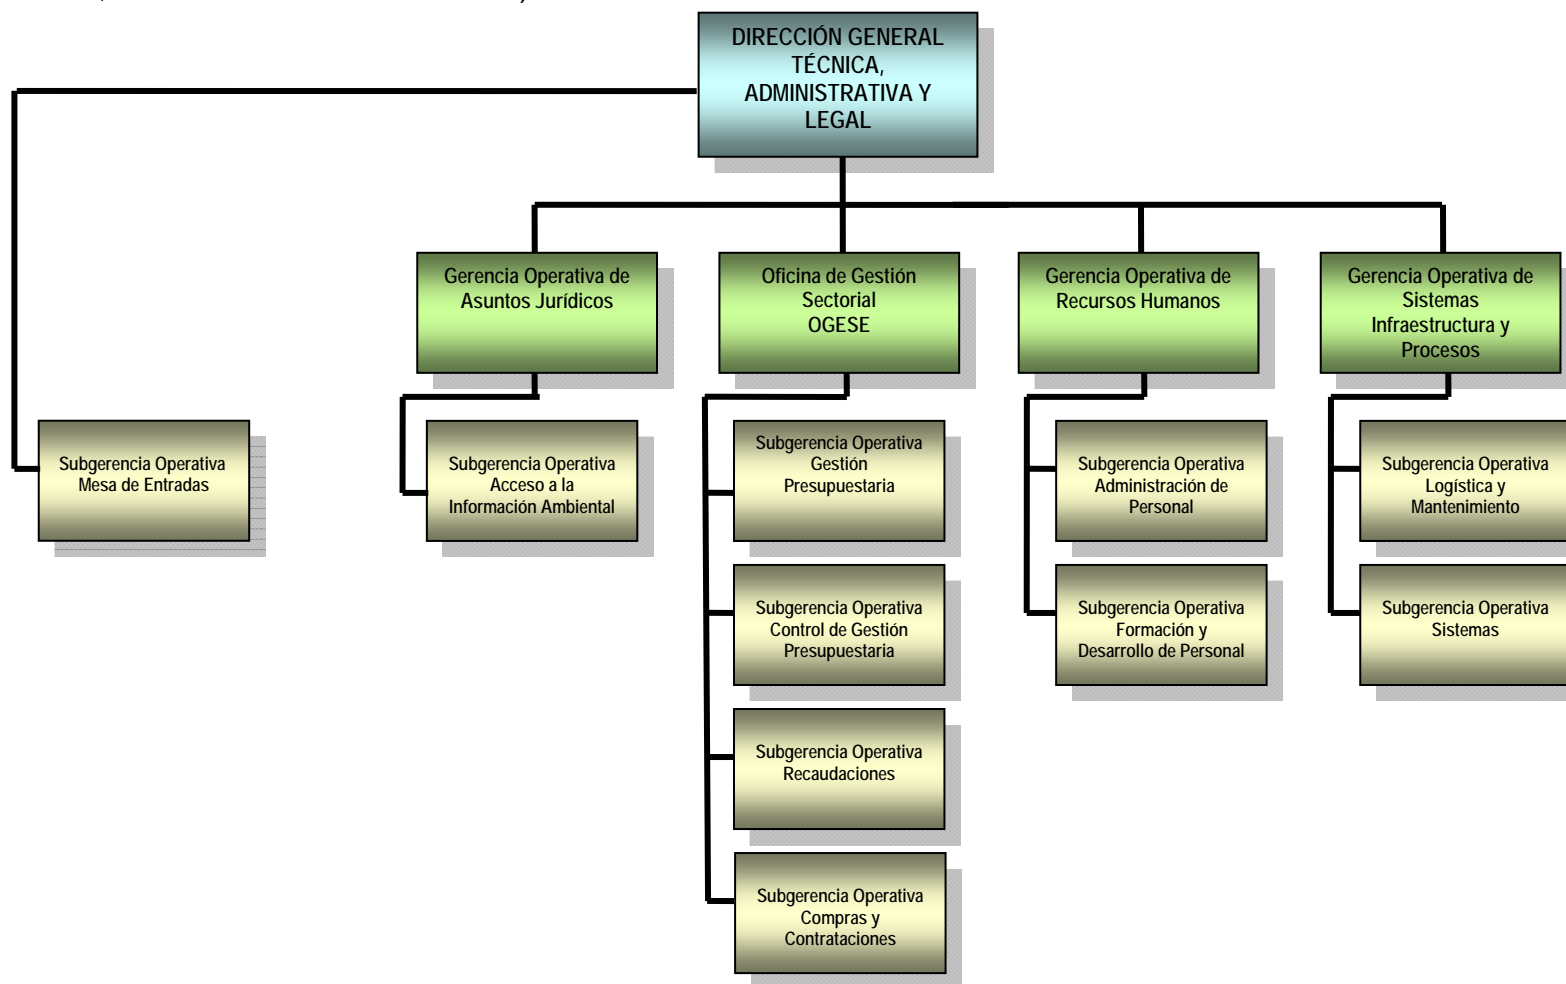 DIRECCIÓN GENERAL
TÉCNICA,
ADMINISTRATIVA Y
LEGAL
Gerencia Operativa de
Asuntos Jurídicos
Oficina de Gestión
Sectorial
OGESE
Gerencia Operativa de
Recursos Humanos
Gerencia Operativa de
Sistemas
Infraestructura y
Procesos
Subgerencia Operativa
Mesa de Entradas
Subgerencia Operativa
Acceso a la
Información Ambiental
Subgerencia Operativa
Gestión
Presupuestaria
Subgerencia Operativa
Administración de
Personal
Subgerencia Operativa
Logística y
Mantenimiento
Subgerencia Operativa
Control de Gestión
Presupuestaria
Subgerencia Operativa
Formación y
Desarrollo de Personal
Subgerencia Operativa
Sistemas
Subgerencia Operativa
Recaudaciones
Subgerencia Operativa
Compras y
Contrataciones